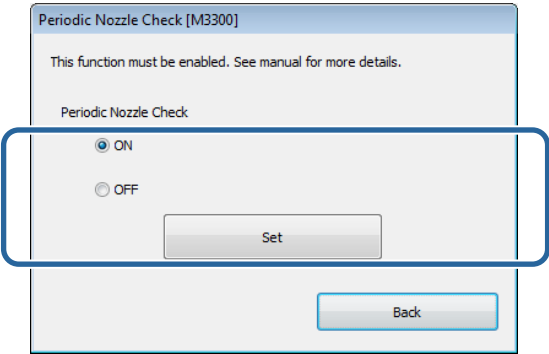 Periodic Nozzle Check [M3300]
This function must be enabled. See manual for more details.
Periodic Nozzle Check
ON
OFF
Set
Back